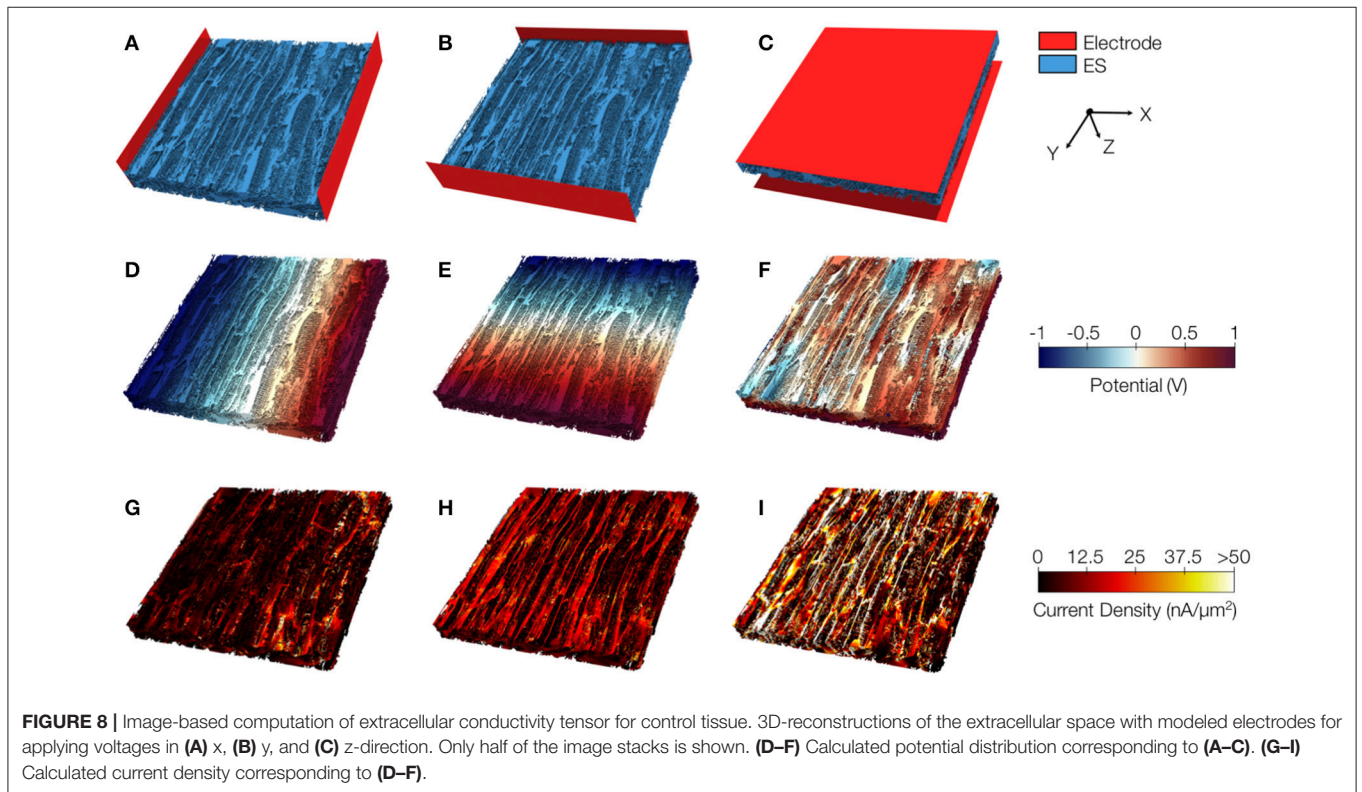 A
B
C
Electrode
ES
X
Y
Z
D
E
F
-1 -0.5 0 0.5 1
Potential (V)
G
H
I
0 12.5 25 37.5 >50
Current Density (nA/µm²)
FIGURE 8 | Image-based computation of extracellular conductivity tensor for control tissue. 3D-reconstructions of the extracellular space with modeled electrodes for
applying voltages in (A) x, (B) y, and (C) z-direction. Only half of the image stacks is shown. (D–F) Calculated potential distribution corresponding to (A–C). (G–I)
Calculated current density corresponding to (D–F).